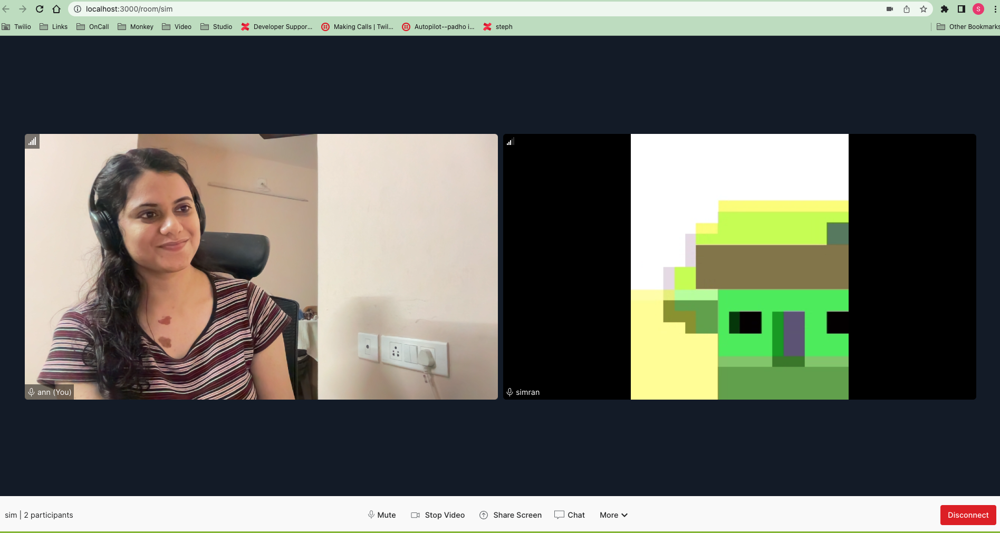 localhost:3000/room/sim
S
Twilio Links OnCall Monkey Video Studio Developer Suppor... Making Calls | Twil... Autopilot--padho i... steph Other Bookmarks
ann (You)
simran
sim | 2 participants Mute Stop Video Share Screen Chat More Disconnect